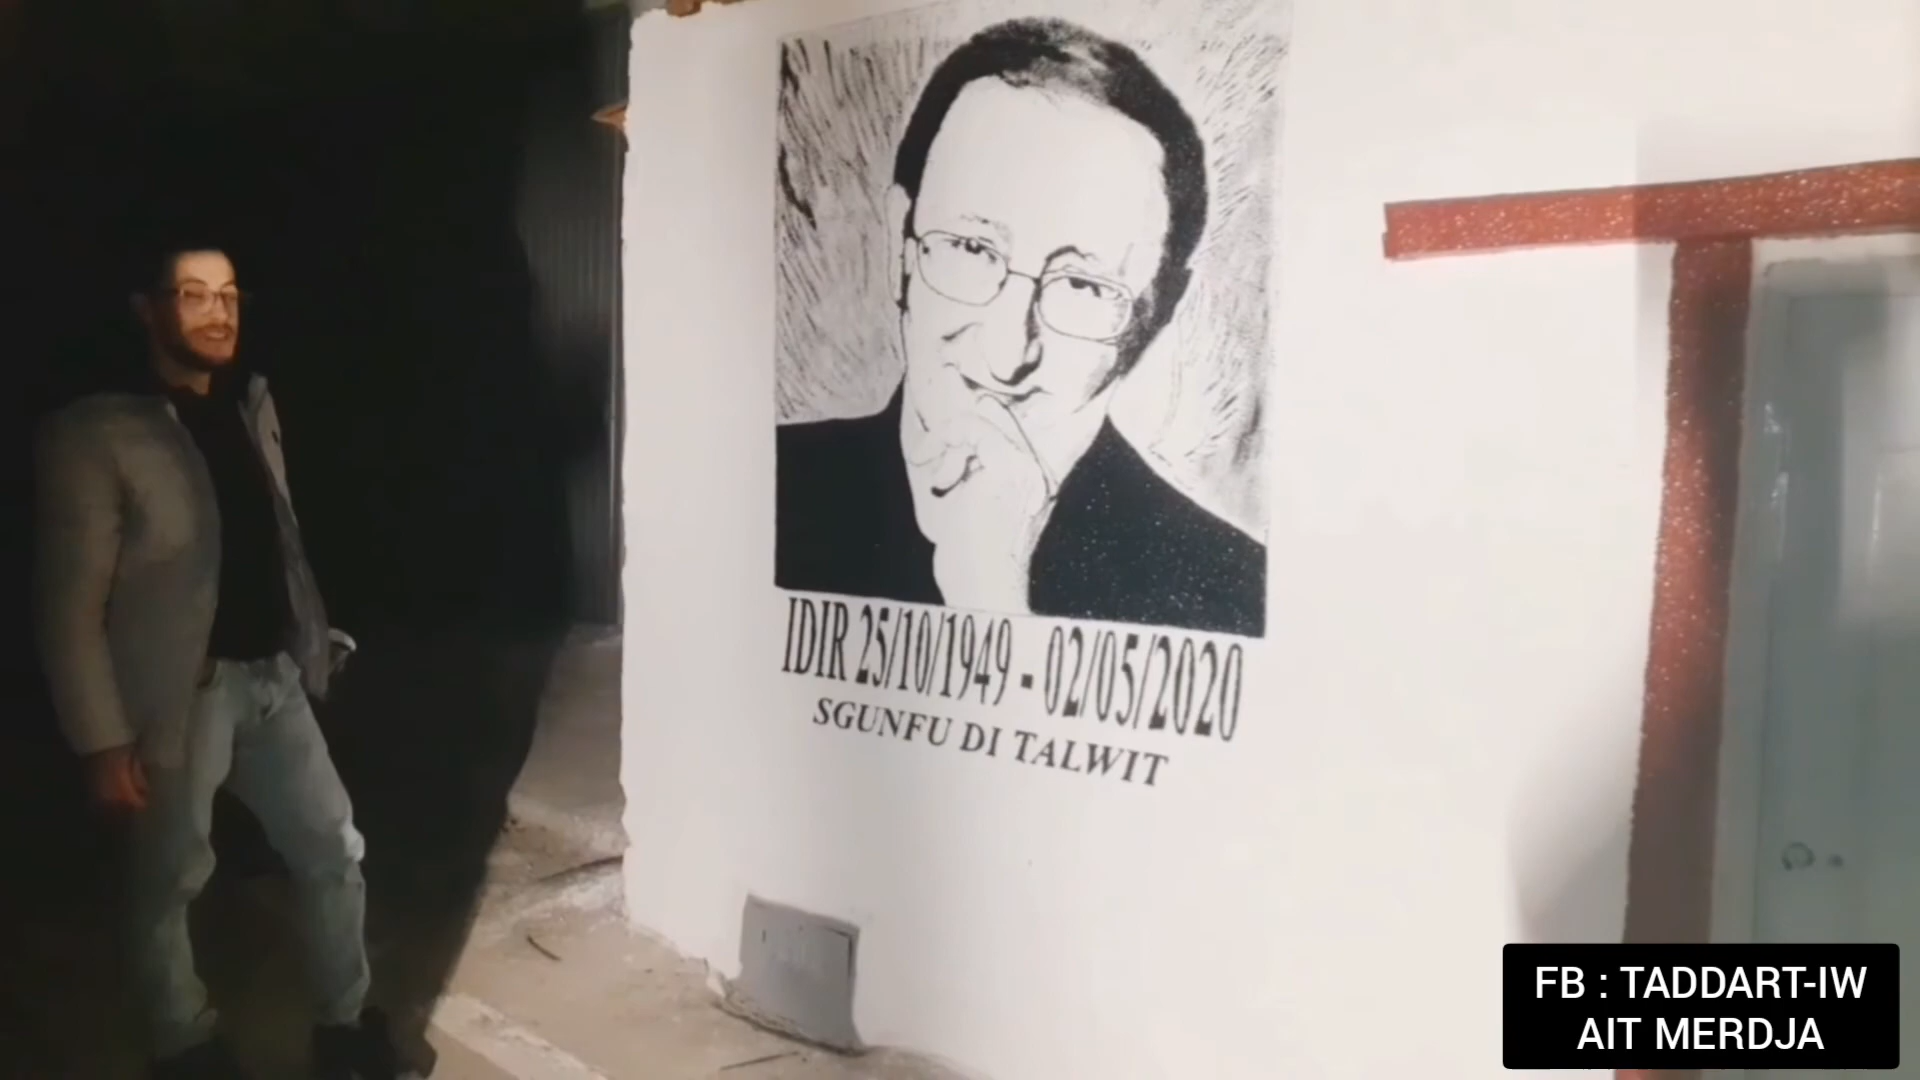 IDIR 25/10/1949 - 02/05/2020
SGUNFU DI TALWIT
FB : TADDART-IW
AIT MERDJA